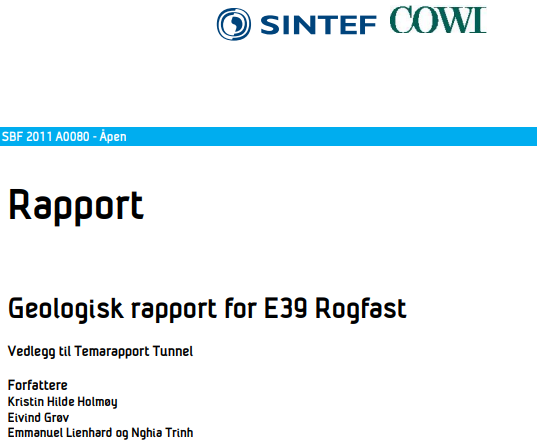 SINTEF COWI
SBF 2011 A0080 - Åpen
Rapport
Geologisk rapport for E39 Rogfast
Vedlegg til Temarapport Tunnel
Forfattere
Kristin Hilde Holmøy
Eivind Grøv
Emmanuel Lienhard og Nghia Trinh